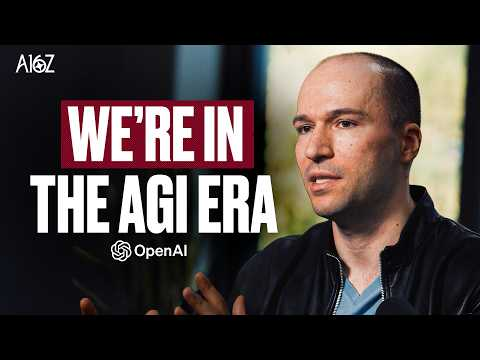 A16Z
WE'RE IN
THE AGI ERA
OpenAI